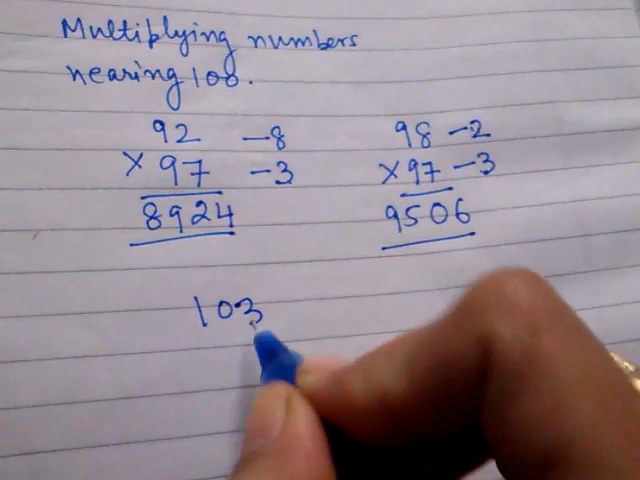 Multiplying numbers
nearing 100.
92 -8
× 97 -3
8924
98 -2
× 97 -3
9506
103